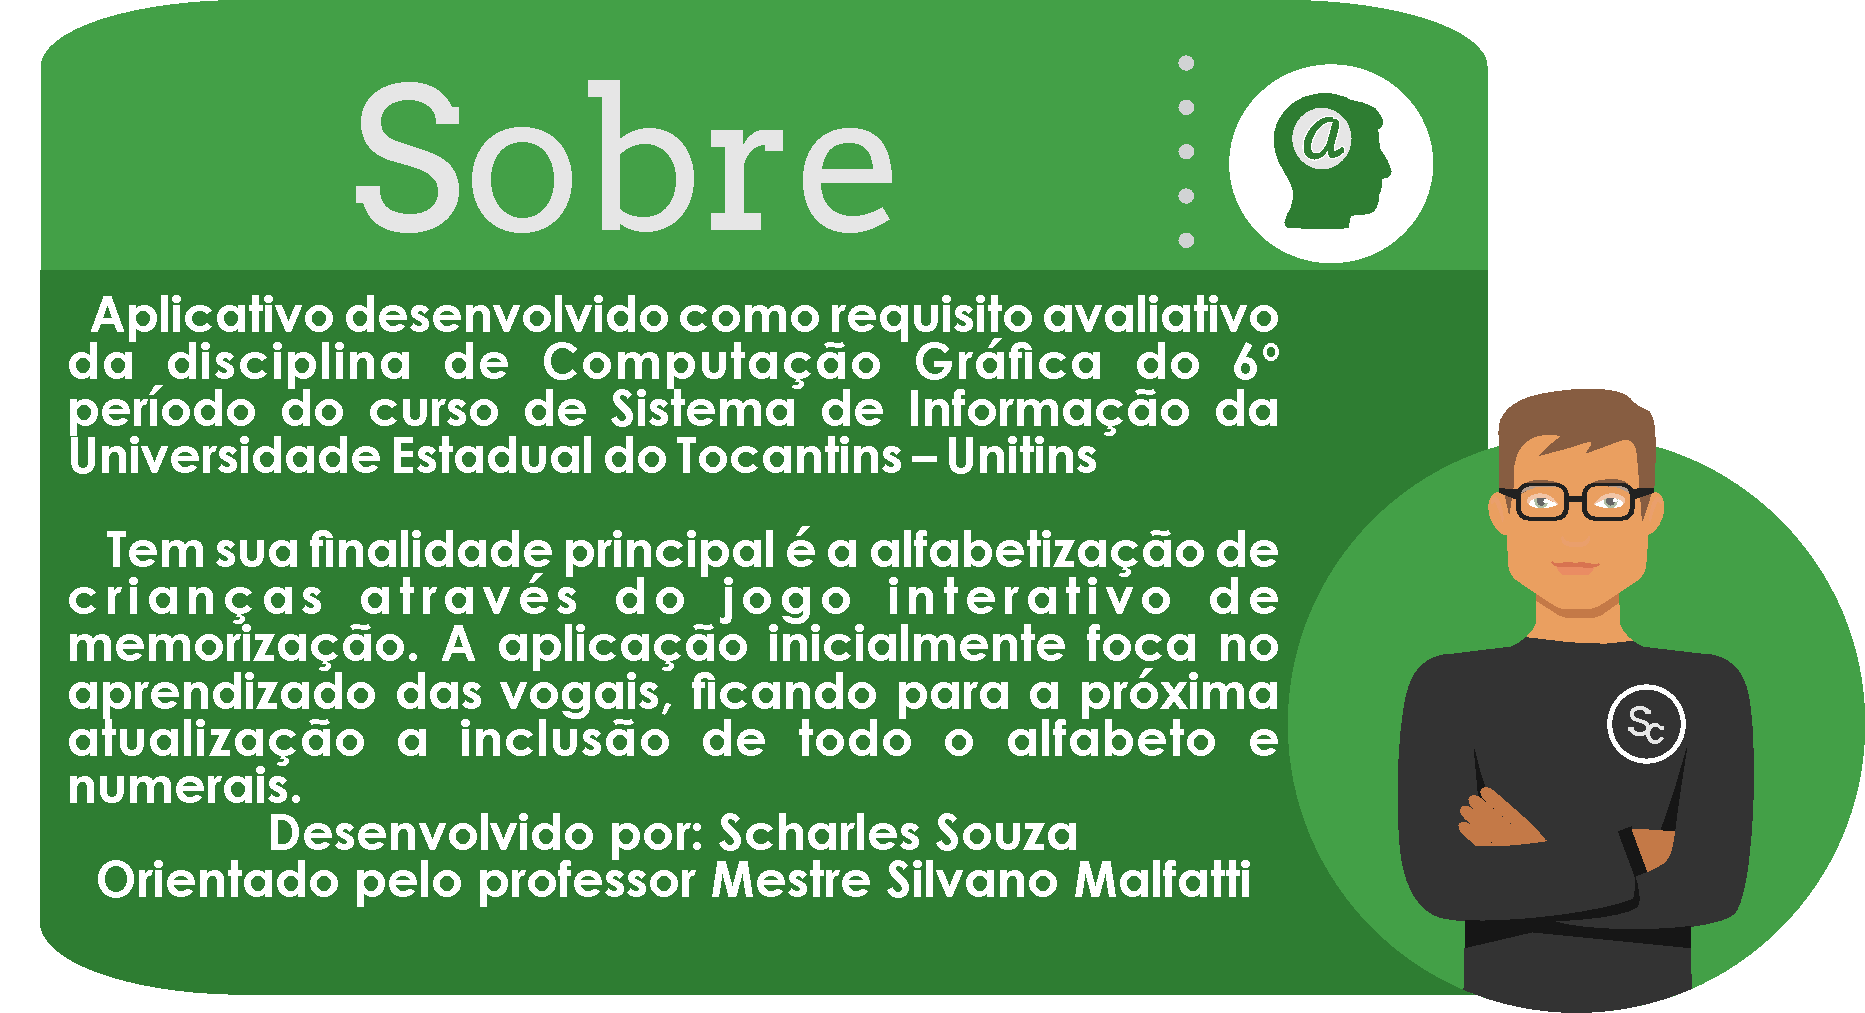 Sobre
a
Aplicativo desenvolvido como requisito avaliativo
da disciplina de Computação Gráfica do 6º
período do curso de Sistema de Informação da
Universidade Estadual do Tocantins – Unitins
Tem sua finalidade principal é a alfabetização de
crianças através do jogo interativo de
memorização. A aplicação inicialmente foca no
aprendizado das vogais, ficando para a próxima
atualização a inclusão de todo o alfabeto e
numerais.
Desenvolvido por: Scharles Souza
Orientado pelo professor Mestre Silvano Malfatti
Sc